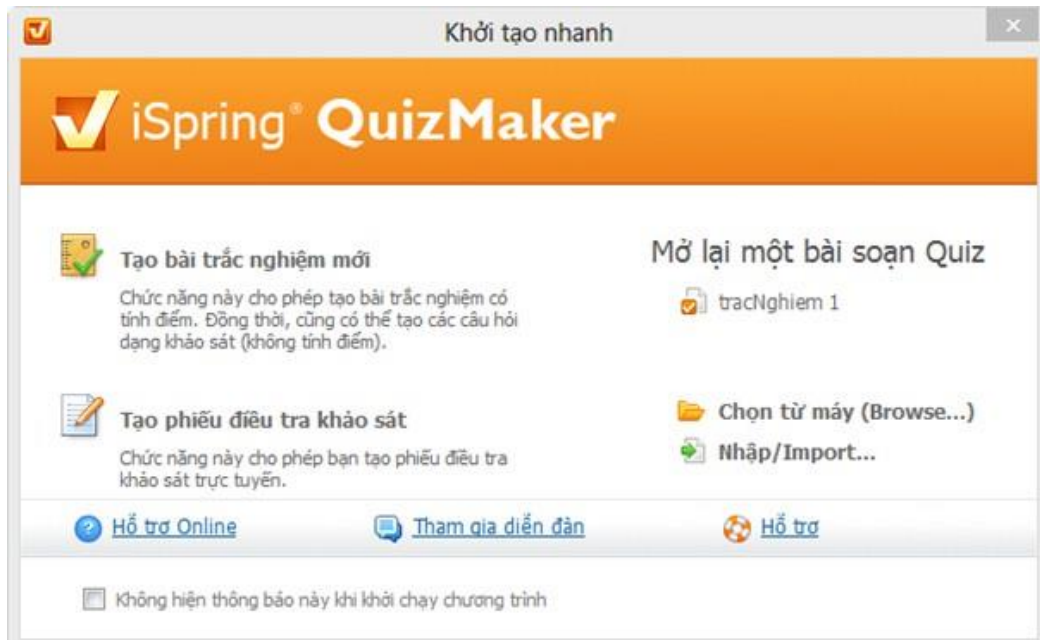 Khởi tạo nhanh
iSpring® QuizMaker
Tạo bài trắc nghiệm mới
Chức năng này cho phép tạo bài trắc nghiệm có
tính điểm. Đồng thời, cũng có thể tạo các câu hỏi
dạng khảo sát (không tính điểm).
Tạo phiếu điều tra khảo sát
Chức năng này cho phép bạn tạo phiếu điều tra
khảo sát trực tuyến.
Mở lại một bài soạn Quiz
tracNghiem 1
Chọn từ máy (Browse...)
Nhập/Import...
Hỗ trợ Online
Tham gia diễn đàn
Hỗ trợ
Không hiện thông báo này khi khởi chạy chương trình